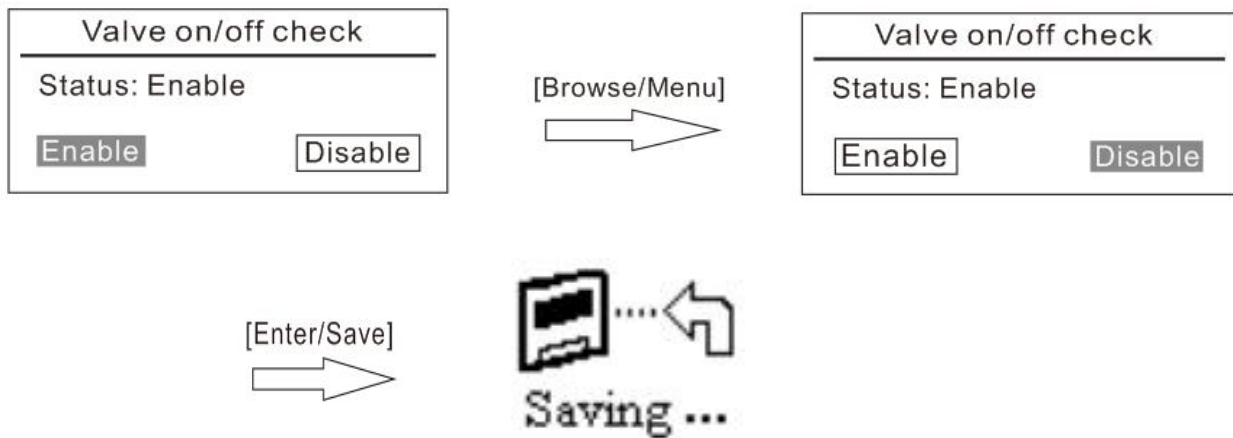 Valve on/off check
Status: Enable
Enable Disable
[Browse/Menu]
Valve on/off check
Status: Enable
Enable Disable
[Enter/Save]
Saving ...